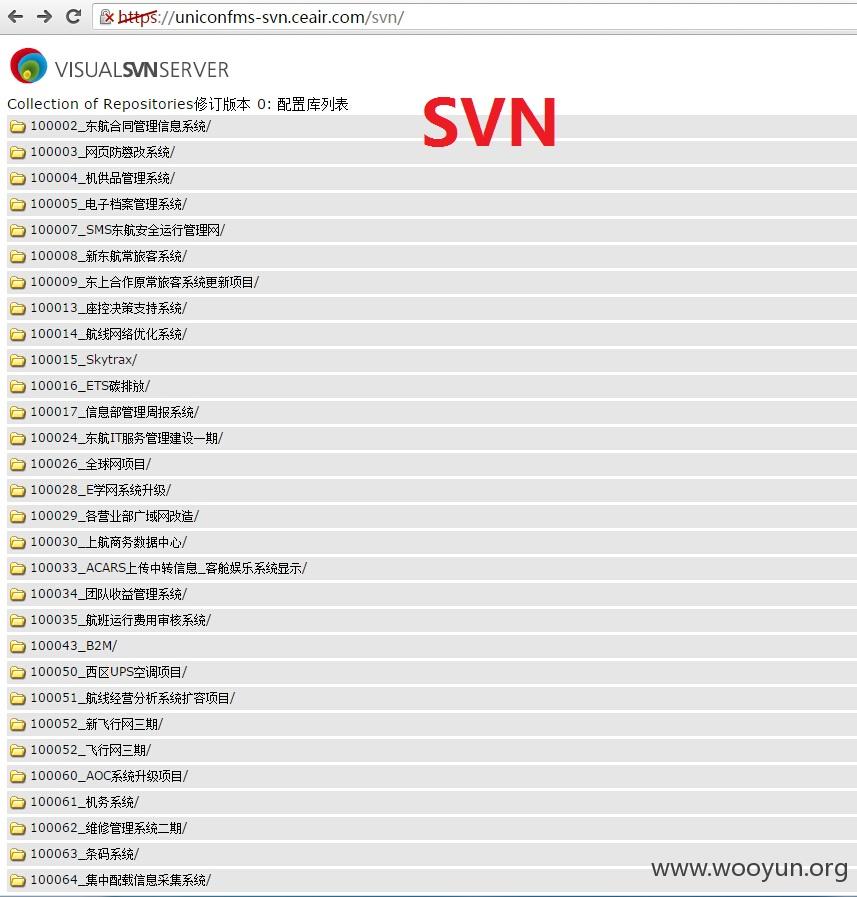 https://uniconfms-svn.ceair.com/svn/
VISUALSVNSERVER
Collection of Repositories修订版本 0: 配置库列表
SVN
100002_东航合同管理信息系统/
100003_网页防篡改系统/
100004_机供品管理系统/
100005_电子档案管理系统/
100007_SMS东航安全运行管理网/
100008_新东航常旅客系统/
100009_东上合作原常旅客系统更新项目/
100013_座控决策支持系统/
100014_航线网络优化系统/
100015_Skytrax/
100016_ETS碳排放/
100017_信息部管理周报系统/
100024_东航IT服务管理建设一期/
100026_全球网项目/
100028_E学网系统升级/
100029_各营业部广域网改造/
100030_上航商务数据中心/
100033_ACARS上传中转信息_客舱娱乐系统显示/
100034_团队收益管理系统/
100035_航班运行费用审核系统/
100043_B2M/
100050_西区UPS空调项目/
100051_航线经营分析系统扩容项目/
100052_新飞行网三期/
100052_飞行网三期/
100060_AOC系统升级项目/
100061_机务系统/
100062_维修管理系统二期/
100063_条码系统/
100064_集中配载信息采集系统/
www.wooyun.org